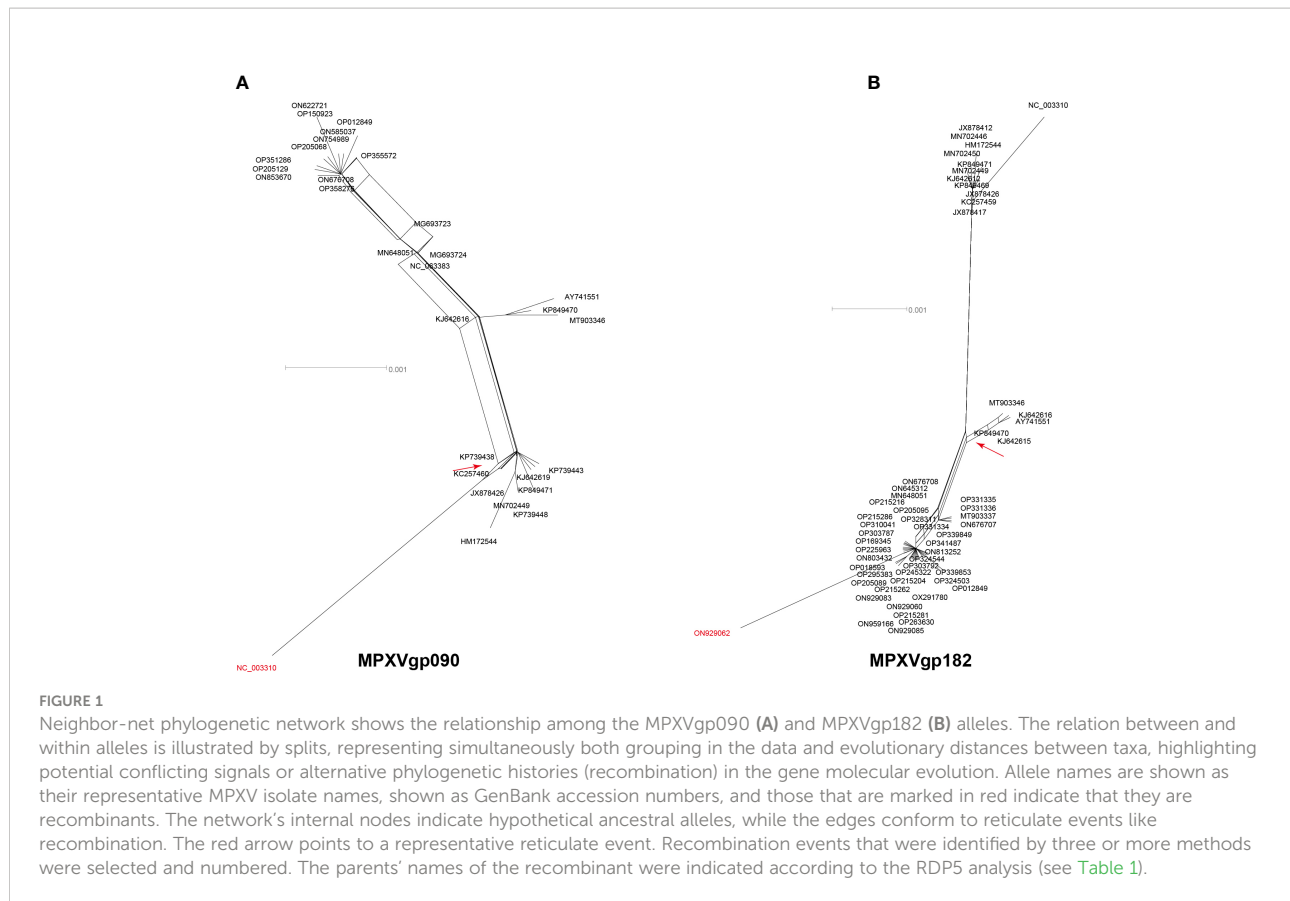 A
ON622721
OP150923
OP012849
ON585037
ON754989
OP205068
OP355572
OP351286
OP205129
ON853670
ON676708
MG693723
MN648051
MG693724
NC_063383
AY741551
KP849470
MT903346
KJ642616
0.001
KP739438
KC257460
KP739443
KJ642619
KP849471
JX878426
MN702449
KP739448
HM172544
NC_003310
MPXVgp090
B
NC_003310
JX878412
MN702446
HM172544
MN702450
KP849471
MN702449
KP849469
JX878426
KC257459
JX878417
0.001
MT903346
KJ642616
AY741551
KP849470
KJ642615
ON676708
ON645312
MN648051
OP215216
OP205095
OP331335
OP331336
MT903337
ON676707
OP215286
OP328311
OP310041
OP331334
OP303787
OP339849
OP169345
OP341487
OP225963
ON813252
ON803432
OP324544
OP018593
OP303792
OP295383
OP245322
OP339853
OP205089
OP215204
OP324503
OP215262
OP012849
ON929083
OX291780
ON929060
OP215281
ON959166
OP263630
ON929085
ON929062
MPXVgp182
FIGURE 1
Neighbor-net phylogenetic network shows the relationship among the MPXVgp090 (A) and MPXVgp182 (B) alleles. The relation between and
within alleles is illustrated by splits, representing simultaneously both grouping in the data and evolutionary distances between taxa, highlighting
potential conflicting signals or alternative phylogenetic histories (recombination) in the gene molecular evolution. Allele names are shown as
their representative MPXV isolate names, shown as GenBank accession numbers, and those that are marked in red indicate that they are
recombinants. The network's internal nodes indicate hypothetical ancestral alleles, while the edges conform to reticulate events like
recombination. The red arrow points to a representative reticulate event. Recombination events that were identified by three or more methods
were selected and numbered. The parents' names of the recombinant were indicated according to the RDP5 analysis (see Table 1).